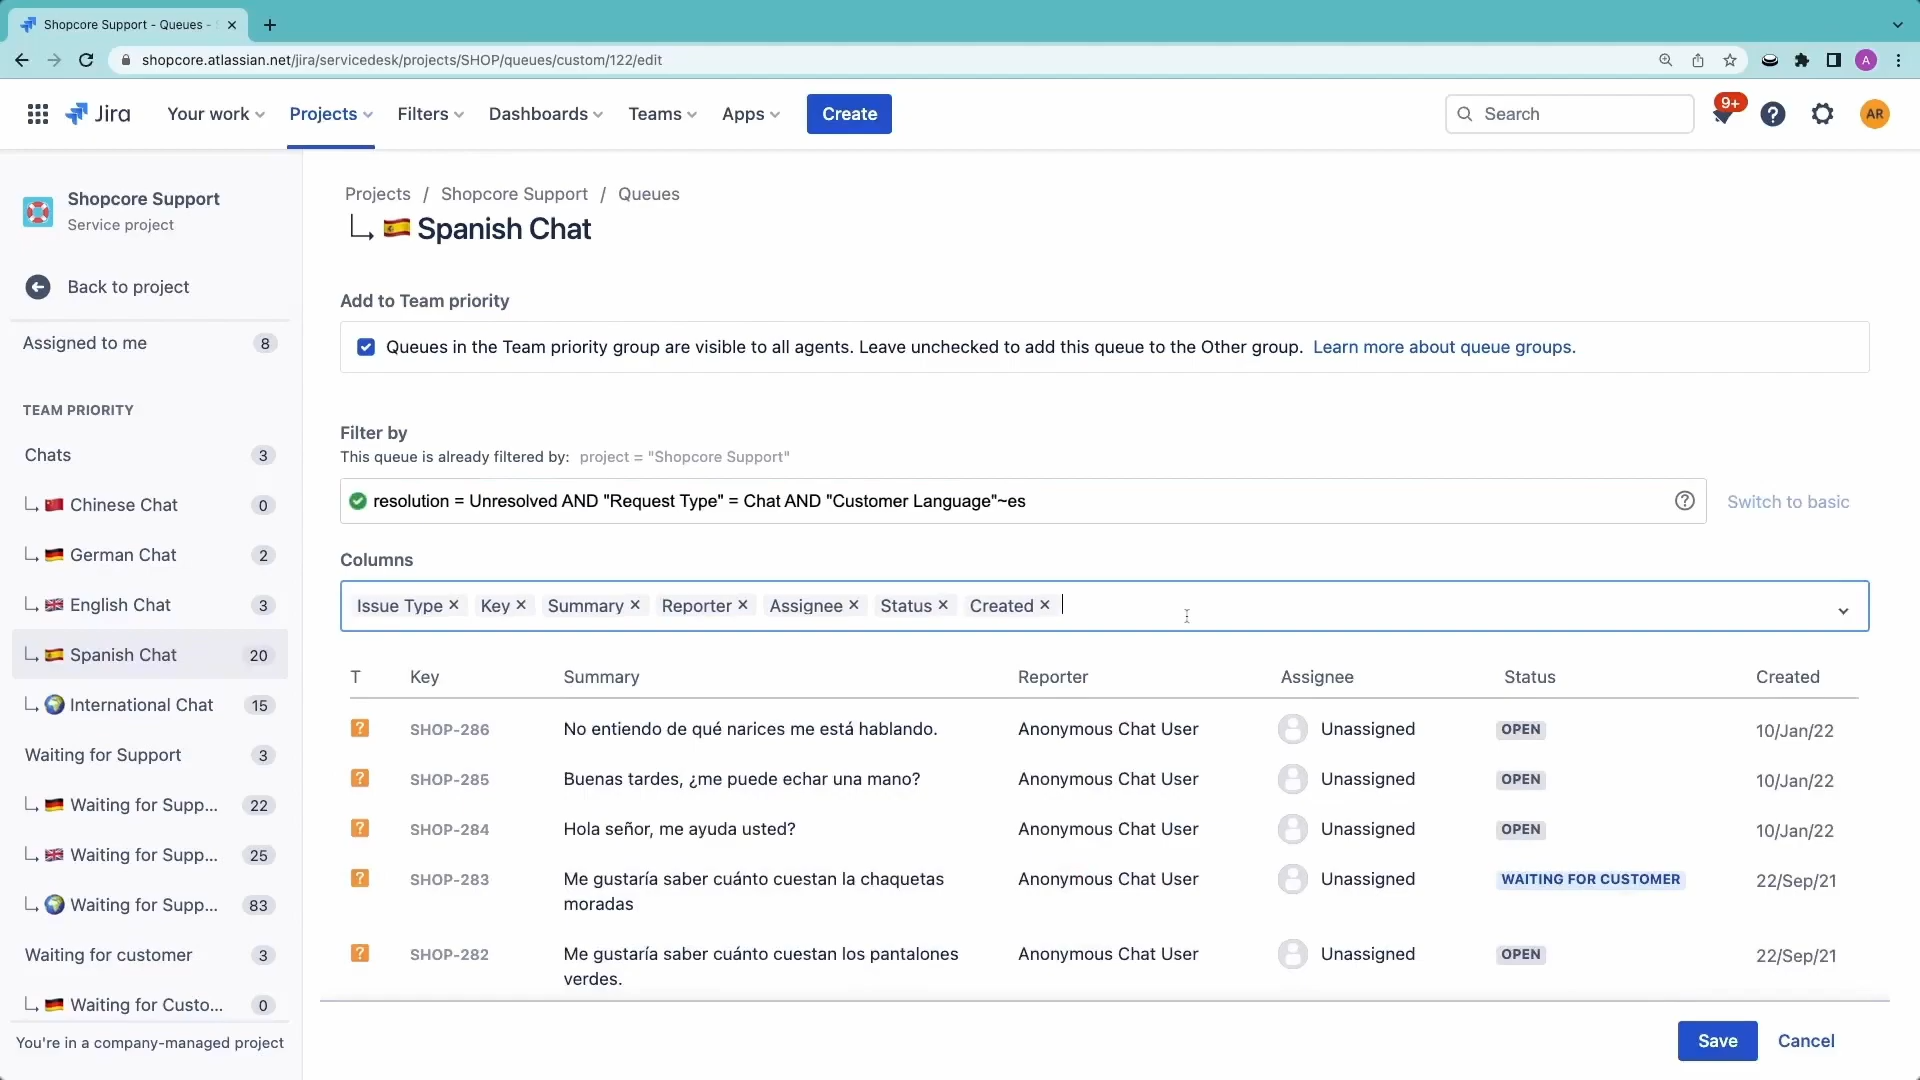 Shopcore Support - Queues -
shopcore.atlassian.net/jira/servicedesk/projects/SHOP/queues/custom/122/edit
A
Jira
Your work
Projects
Filters
Dashboards
Teams
Apps
Create
Search
9+
AR
Shopcore Support
Service project
Back to project
Assigned to me 8
TEAM PRIORITY
Chats 3
Chinese Chat 0
German Chat 2
English Chat 3
Spanish Chat 20
International Chat 15
Waiting for Support 3
Waiting for Supp... 22
Waiting for Supp... 25
Waiting for Supp... 83
Waiting for customer 3
Waiting for Custo... 0
You're in a company-managed project
Projects / Shopcore Support / Queues
Spanish Chat
Add to Team priority
Queues in the Team priority group are visible to all agents. Leave unchecked to add this queue to the Other group. Learn more about queue groups.
Filter by
This queue is already filtered by: project = "Shopcore Support"
resolution = Unresolved AND "Request Type" = Chat AND "Customer Language"~es
Switch to basic
Columns
Issue Type Key Summary Reporter Assignee Status Created
T Key Summary Reporter Assignee Status Created
SHOP-286 No entiendo de qué narices me está hablando. Anonymous Chat User Unassigned OPEN 10/Jan/22
SHOP-285 Buenas tardes, ¿me puede echar una mano? Anonymous Chat User Unassigned OPEN 10/Jan/22
SHOP-284 Hola señor, me ayuda usted? Anonymous Chat User Unassigned OPEN 10/Jan/22
SHOP-283 Me gustaría saber cuánto cuestan la chaquetas Anonymous Chat User Unassigned WAITING FOR CUSTOMER 22/Sep/21
moradas
SHOP-282 Me gustaría saber cuánto cuestan los pantalones Anonymous Chat User Unassigned OPEN 22/Sep/21
verdes.
Save
Cancel